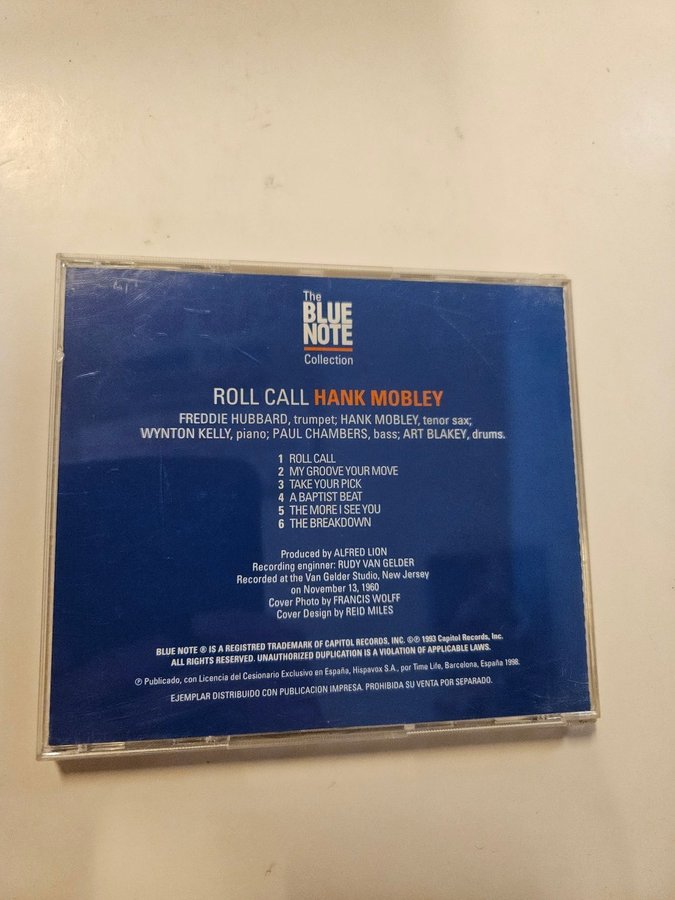 The
BLUE
NOTE
Collection
ROLL CALL HANK MOBLEY
FREDDIE HUBBARD, trumpet; HANK MOBLEY, tenor sax;
WYNTON KELLY, piano; PAUL CHAMBERS, bass; ART BLAKEY, drums.
1 ROLL CALL
2 MY GROOVE YOUR MOVE
3 TAKE YOUR PICK
4 A BAPTIST BEAT
5 THE MORE I SEE YOU
6 THE BREAKDOWN
Produced by ALFRED LION
Recording enginner: RUDY VAN GELDER
Recorded at the Van Gelder Studio, New Jersey
on November 13, 1960
Cover Photo by FRANCIS WOLFF
Cover Design by REID MILES
BLUE NOTE ® IS A REGISTRED TRADEMARK OF CAPITOL RECORDS, INC. ©℗ 1993 Capitol Records, Inc.
ALL RIGHTS RESERVED. UNAUTHORIZED DUPLICATION IS A VIOLATION OF APPLICABLE LAWS.
℗ Publicado, con Licencia del Cesionario Exclusivo en España, Hispavox S.A., por Time Life, Barcelona, España 1998.
EJEMPLAR DISTRIBUIDO CON PUBLICACION IMPRESA. PROHIBIDA SU VENTA POR SEPARADO.